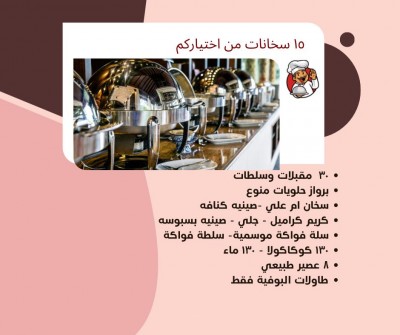 ١٥ سخانات من اختياركم
• ٣٠ مقبلات وسلطات
• برواز حلويات منوع
• سخان ام علي -صينيه كنافه
• كريم كراميل - جلي - صينيه بسبوسه
• سلة فواكة موسمية- سلطة فواكة
• ١٣٠ كوكاكولا - ١٣٠ ماء
• ٨ عصير طبيعي
• طاولات البوفية فقط